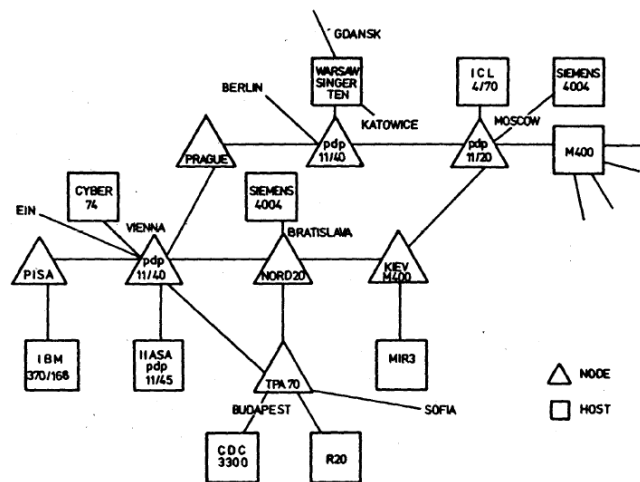 GDANSK
WARSAW
SINGER
TEN
ICL
4/70
SIEMENS
4004
BERLIN
KATOWICE
MOSCOW
PRAGUE
pdp
11/40
pdp
11/20
M400
CYBER
74
SIEMENS
4004
EIN
VIENNA
BRATISLAVA
PISA
pdp
11/40
NORD20
KIEV
M400
IBM
370/168
IIASA
pdp
11/45
TPA70
MIR3
NODE
BUDAPEST
SOFIA
HOST
CDC
3300
R20